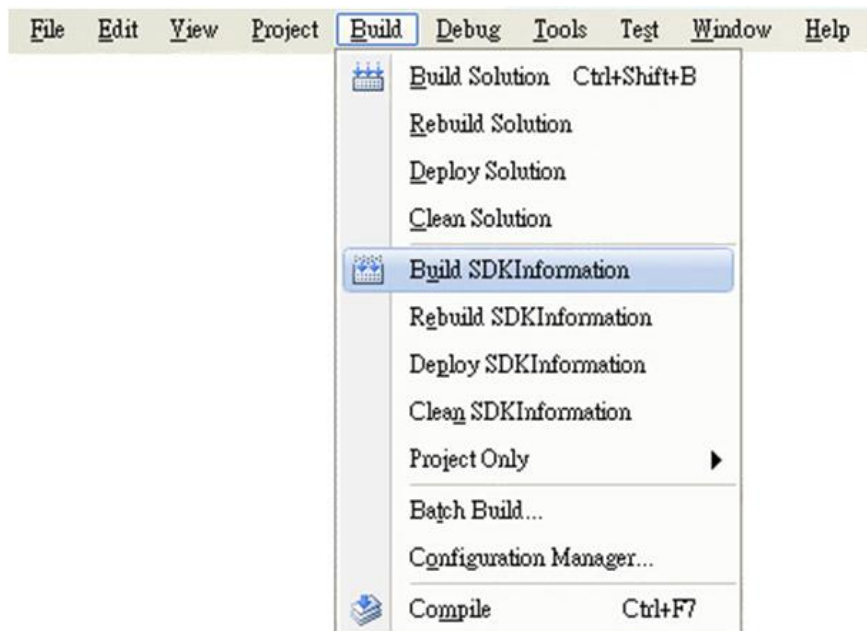 File Edit View Project Build Debug Tools Test Window Help
Build Solution Ctrl+Shift+B
Rebuild Solution
Deploy Solution
Clean Solution
Build SDKInformation
Rebuild SDKInformation
Deploy SDKInformation
Clean SDKInformation
Project Only
Batch Build...
Configuration Manager...
Compile Ctrl+F7